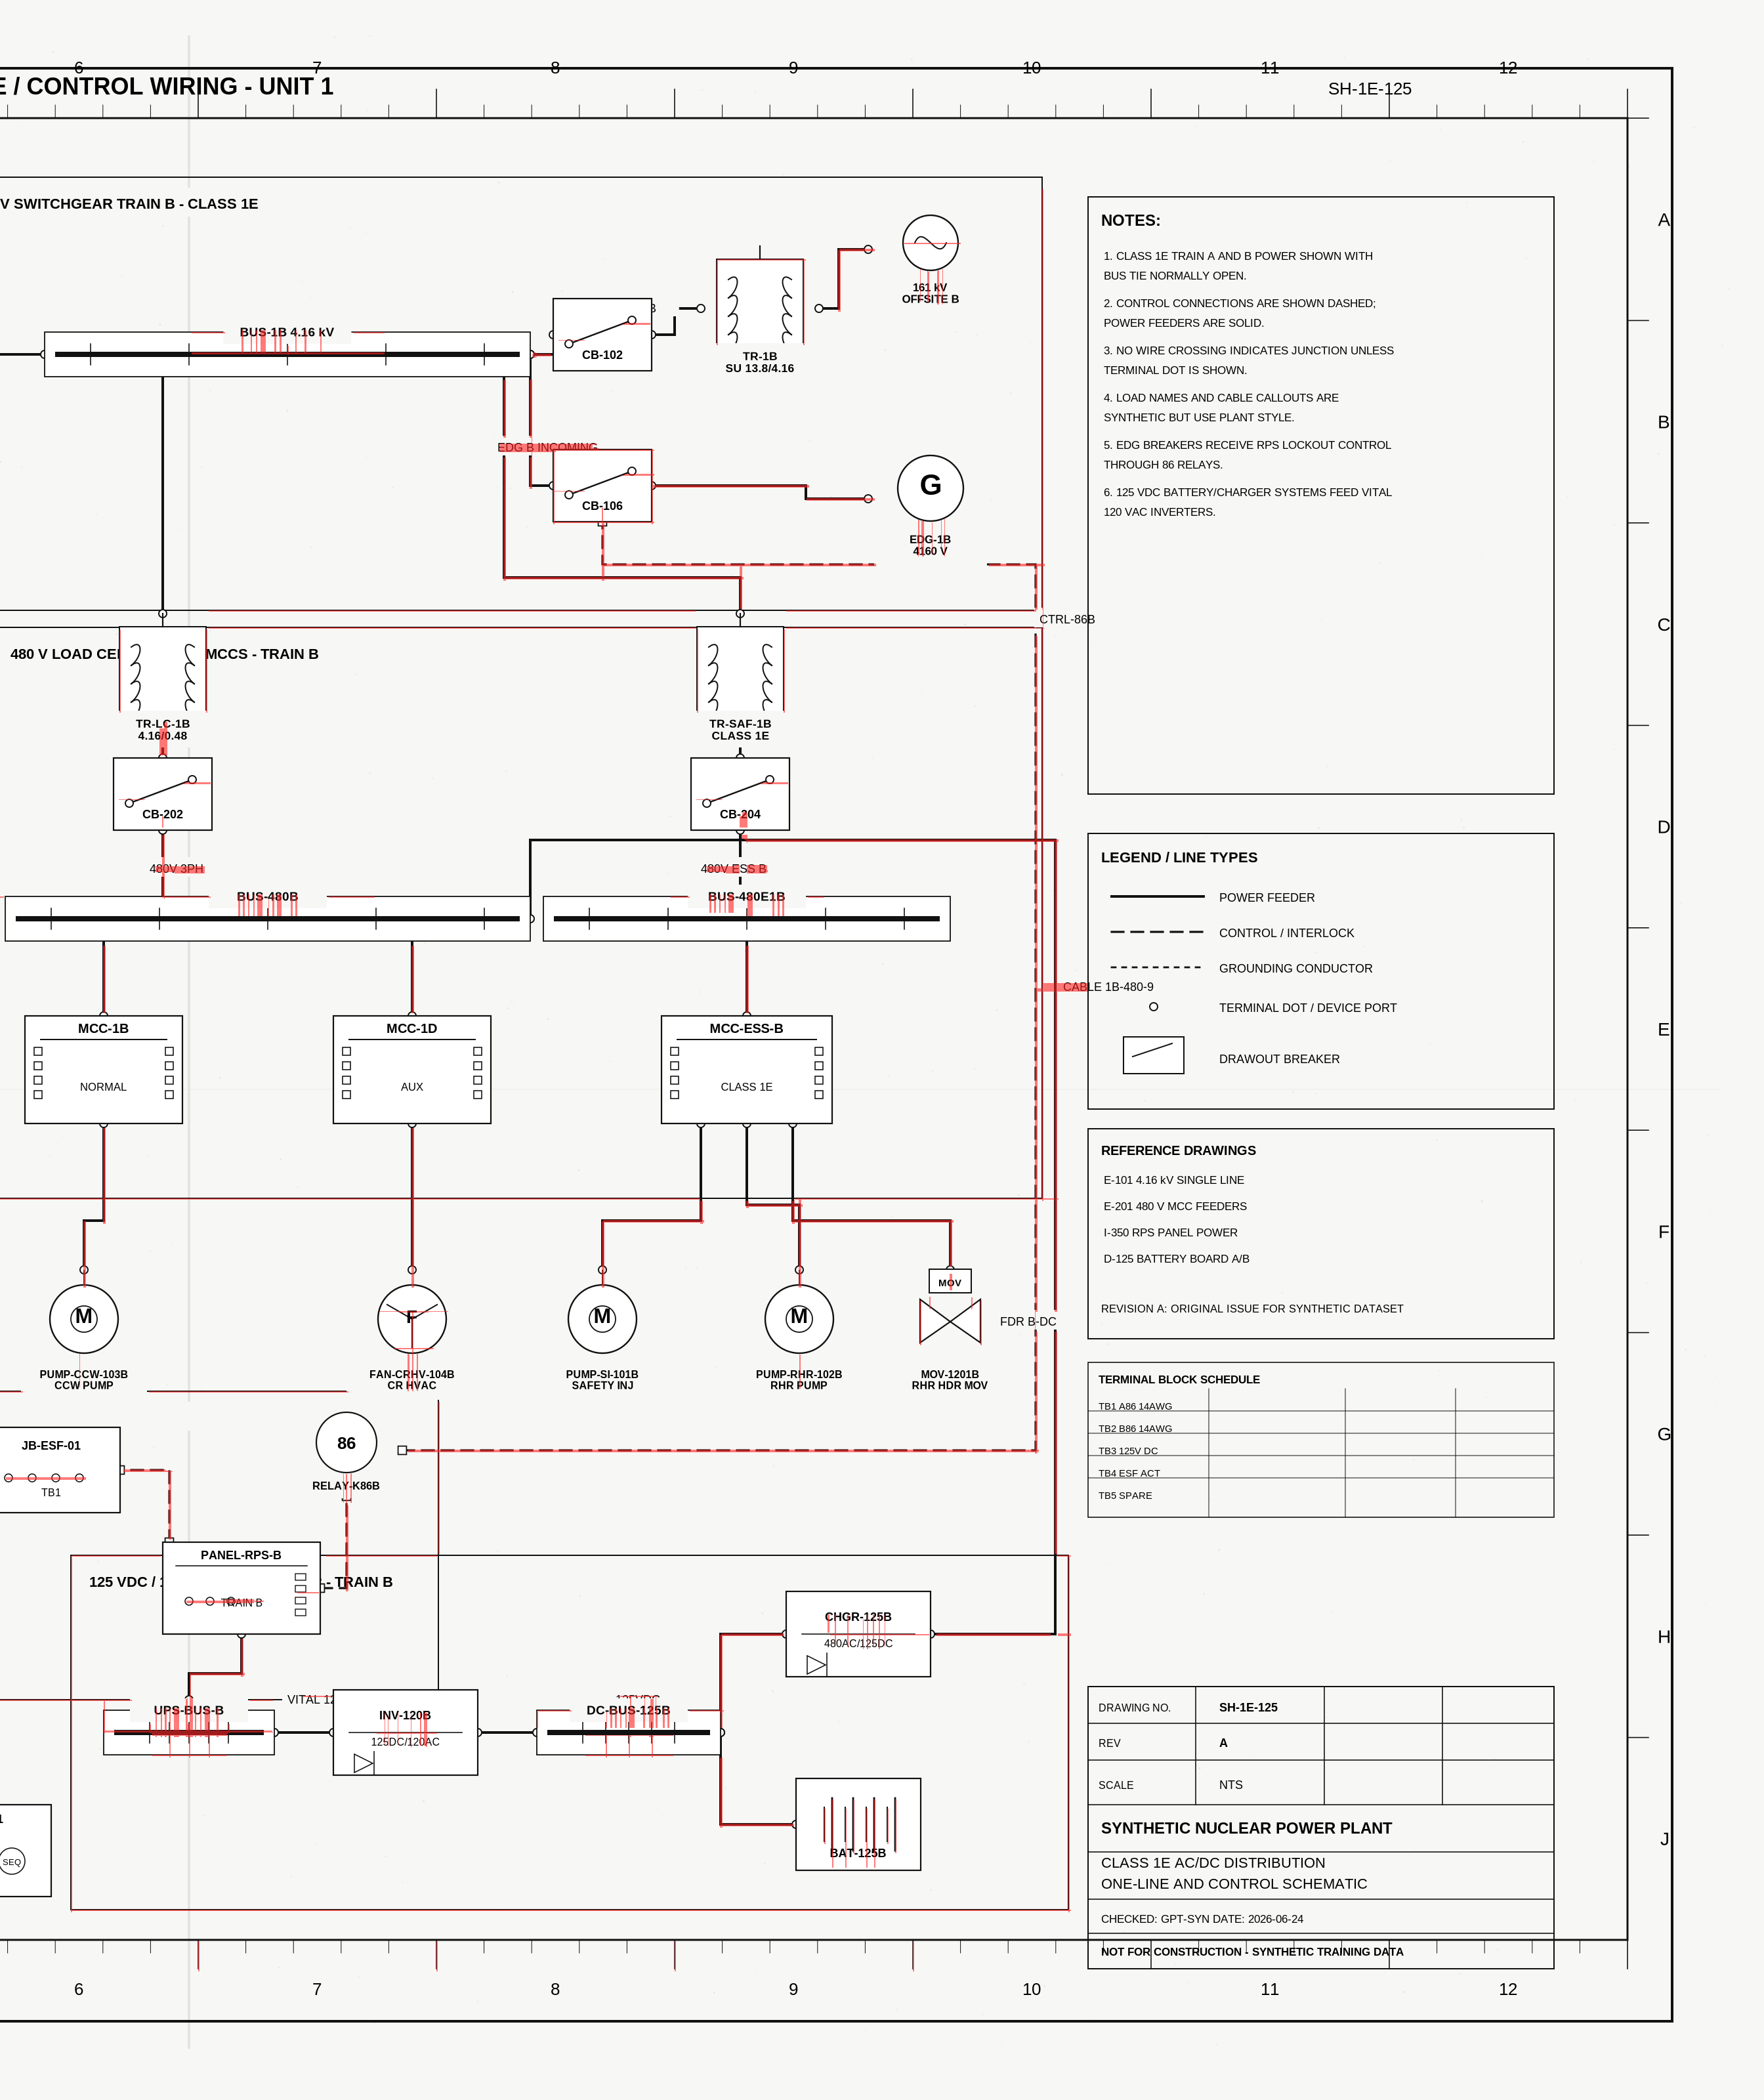 6 7 8 9 10 11 12
E / CONTROL WIRING - UNIT 1
SH-1E-125
V SWITCHGEAR TRAIN B - CLASS 1E
161 kV
OFFSITE B
BUS-1B 4.16 kV
CB-102
TR-1B
SU 13.8/4.16
EDG B INCOMING
CB-106
G
EDG-1B
4160 V
CTRL-86B
480 V LOAD CE
MCCS - TRAIN B
TR-LC-1B
4.16/0.48
TR-SAF-1B
CLASS 1E
CB-202
CB-204
480V 3PH
480V ESS B
BUS-480B
BUS-480E1B
CABLE 1B-480-9
MCC-1B
NORMAL
MCC-1D
AUX
MCC-ESS-B
CLASS 1E
M
F
M
M
MOV
FDR B-DC
PUMP-CCW-103B
CCW PUMP
FAN-CRHV-104B
CR HVAC
PUMP-SI-101B
SAFETY INJ
PUMP-RHR-102B
RHR PUMP
MOV-1201B
RHR HDR MOV
JB-ESF-01
TB1
86
RELAY-K86B
PANEL-RPS-B
TRAIN B
125 VDC / 1
- TRAIN B
CHGR-125B
480AC/125DC
VITAL 12
UPS-BUS-B
INV-120B
125DC/120AC
125VDC
DC-BUS-125B
BAT-125B
SEQ
NOTES:
1. CLASS 1E TRAIN A AND B POWER SHOWN WITH
BUS TIE NORMALLY OPEN.
2. CONTROL CONNECTIONS ARE SHOWN DASHED;
POWER FEEDERS ARE SOLID.
3. NO WIRE CROSSING INDICATES JUNCTION UNLESS
TERMINAL DOT IS SHOWN.
4. LOAD NAMES AND CABLE CALLOUTS ARE
SYNTHETIC BUT USE PLANT STYLE.
5. EDG BREAKERS RECEIVE RPS LOCKOUT CONTROL
THROUGH 86 RELAYS.
6. 125 VDC BATTERY/CHARGER SYSTEMS FEED VITAL
120 VAC INVERTERS.
LEGEND / LINE TYPES
POWER FEEDER
CONTROL / INTERLOCK
GROUNDING CONDUCTOR
TERMINAL DOT / DEVICE PORT
DRAWOUT BREAKER
REFERENCE DRAWINGS
E-101 4.16 kV SINGLE LINE
E-201 480 V MCC FEEDERS
I-350 RPS PANEL POWER
D-125 BATTERY BOARD A/B
REVISION A: ORIGINAL ISSUE FOR SYNTHETIC DATASET
TERMINAL BLOCK SCHEDULE
TB1 A86 14AWG
TB2 B86 14AWG
TB3 125V DC
TB4 ESF ACT
TB5 SPARE
DRAWING NO. SH-1E-125
REV A
SCALE NTS
SYNTHETIC NUCLEAR POWER PLANT
CLASS 1E AC/DC DISTRIBUTION
ONE-LINE AND CONTROL SCHEMATIC
CHECKED: GPT-SYN DATE: 2026-06-24
NOT FOR CONSTRUCTION - SYNTHETIC TRAINING DATA
A
B
C
D
E
F
G
H
J
6 7 8 9 10 11 12